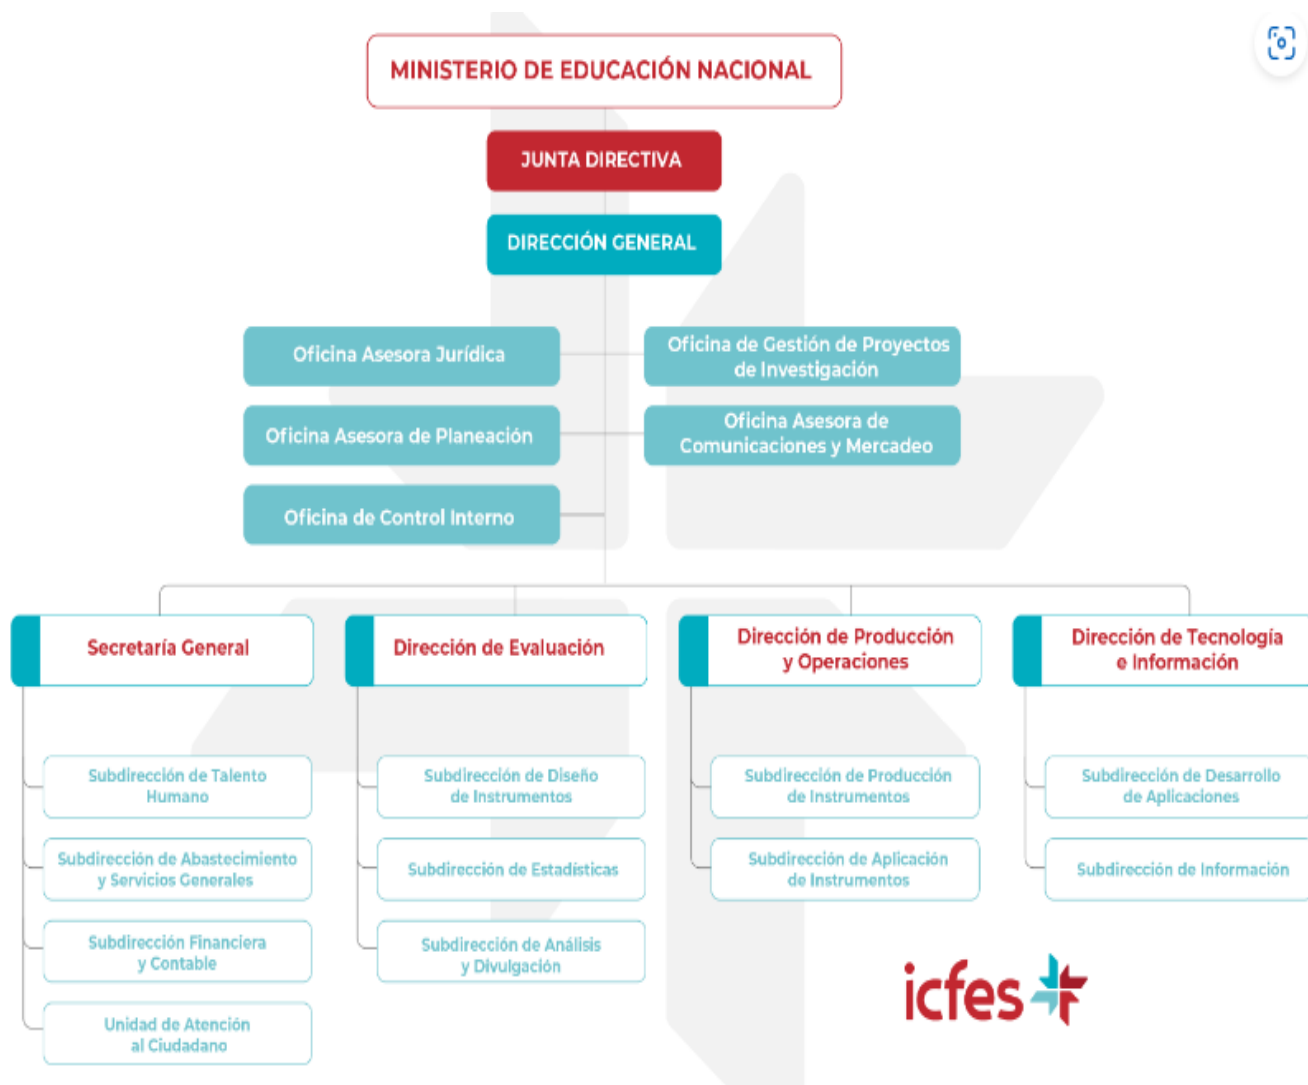 MINISTERIO DE EDUCACIÓN NACIONAL
JUNTA DIRECTIVA
DIRECCIÓN GENERAL
Oficina Asesora Jurídica
Oficina de Gestión de Proyectos
de Investigación
Oficina Asesora de Planeación
Oficina Asesora de
Comunicaciones y Mercadeo
Oficina de Control Interno
Secretaría General
Subdirección de Talento
Humano
Subdirección de Abastecimiento
y Servicios Generales
Subdirección Financiera
y Contable
Unidad de Atención
al Ciudadano
Dirección de Evaluación
Subdirección de Diseño
de Instrumentos
Subdirección de Estadísticas
Subdirección de Análisis
y Divulgación
Dirección de Producción
y Operaciones
Subdirección de Producción
de Instrumentos
Subdirección de Aplicación
de Instrumentos
Dirección de Tecnología
e Información
Subdirección de Desarrollo
de Aplicaciones
Subdirección de Información
icfes